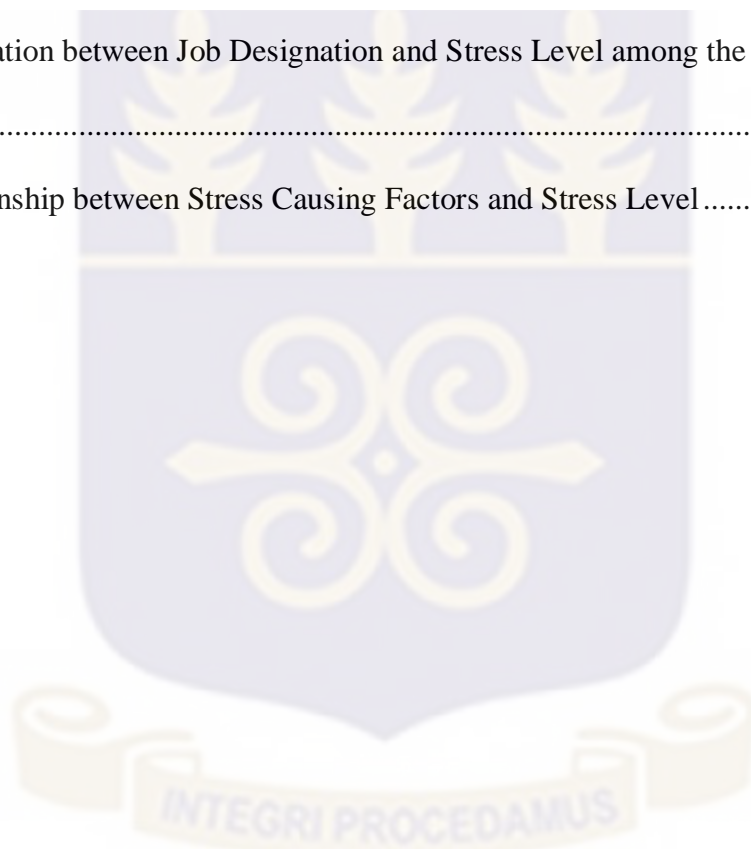 ation between Job Designation and Stress Level among the
................................................................................................
nship between Stress Causing Factors and Stress Level ......
INTEGRI PROCEDAMUS